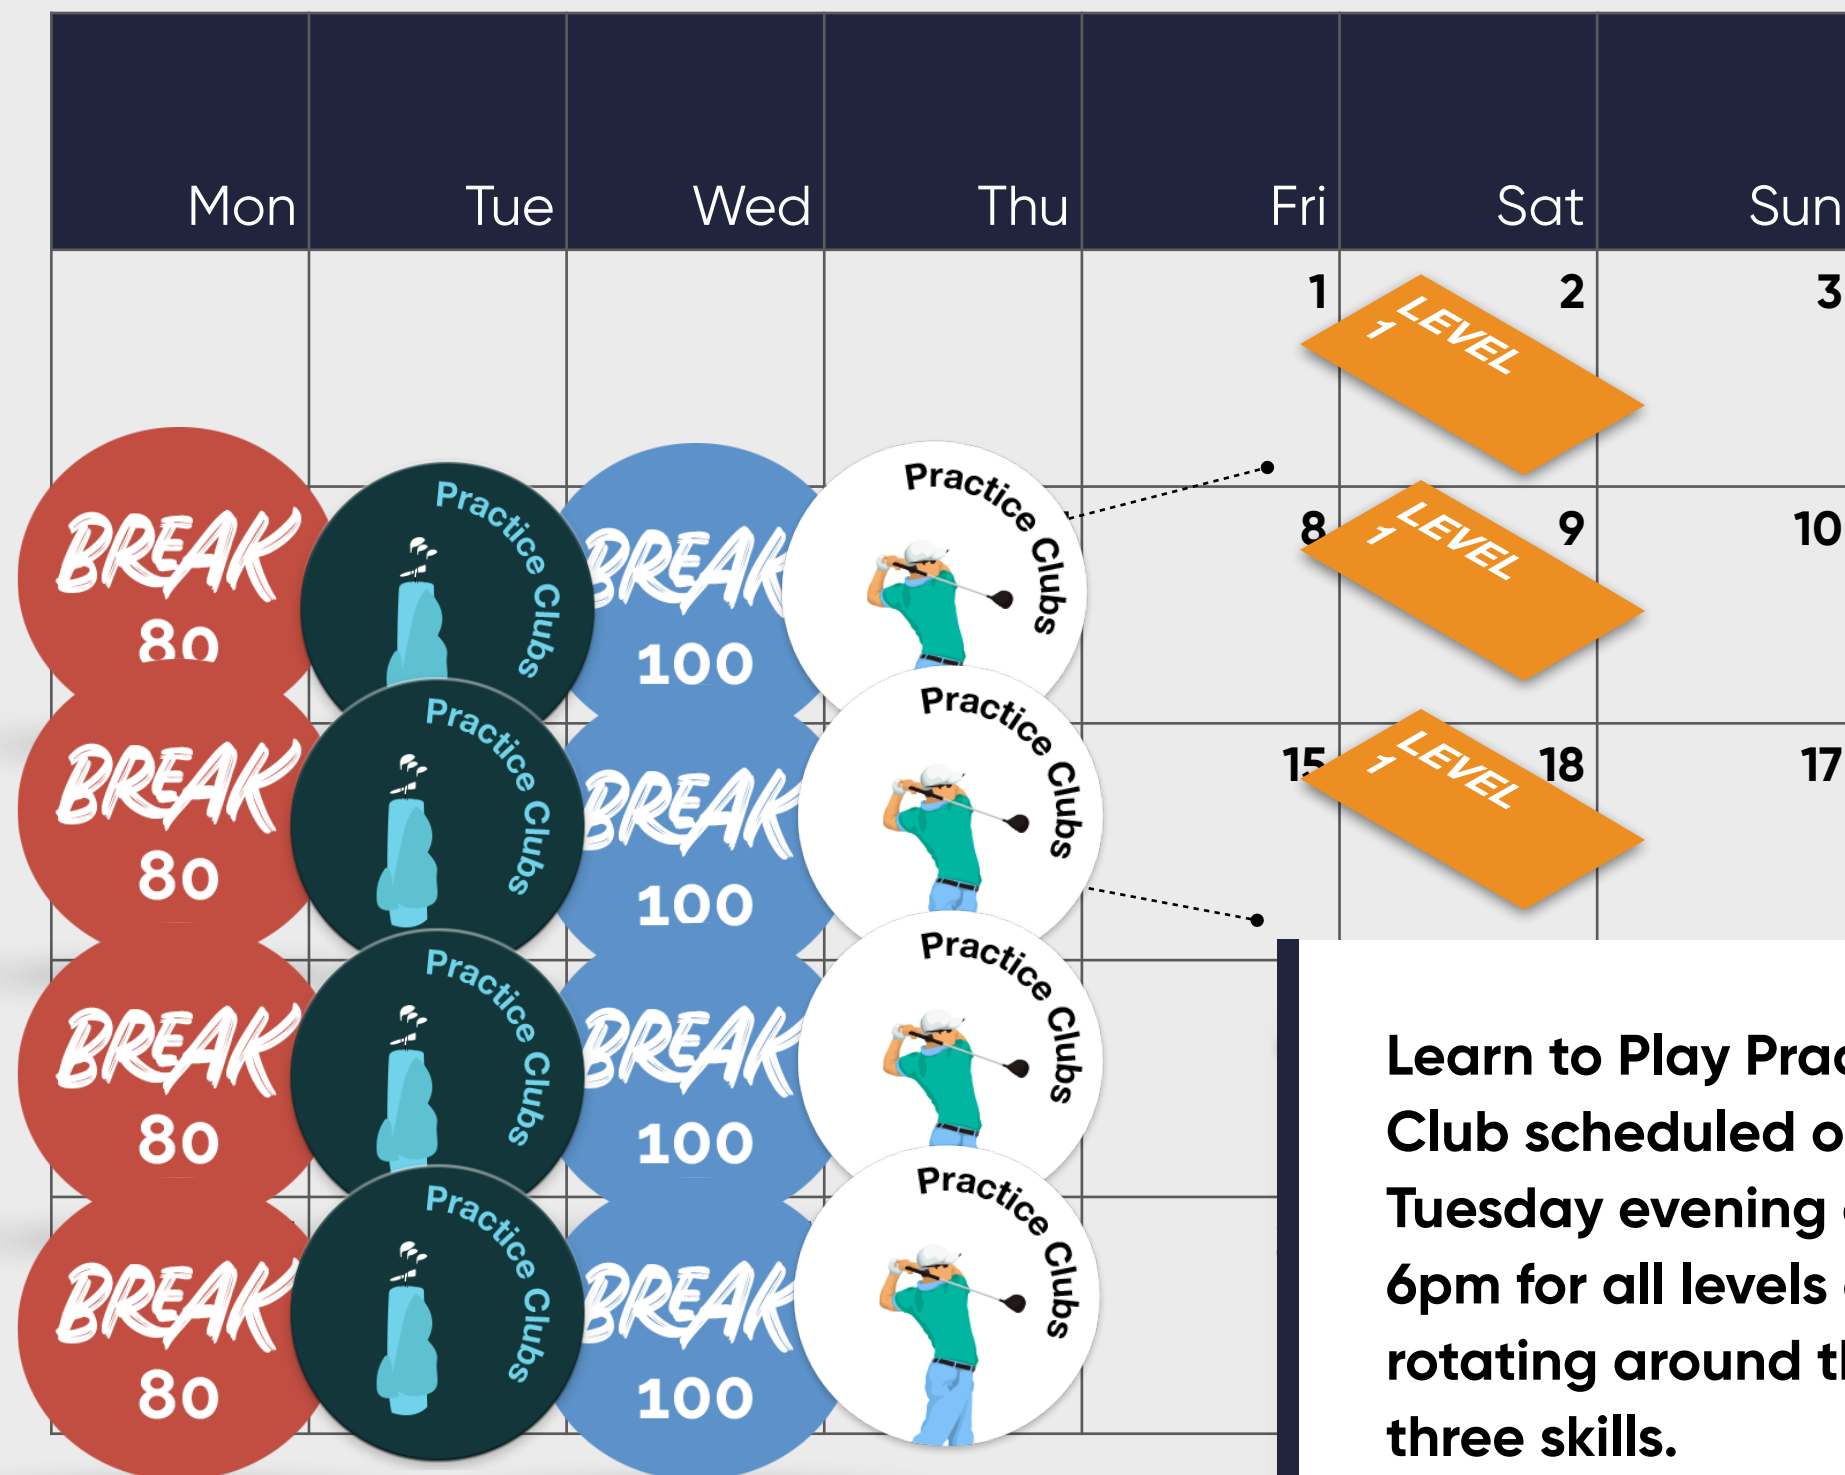 Mon Tue Wed Thu Fri Sat Sun
1 2 3
LEVEL
1
BREAK
80
Practice Clubs
BREAK
100
Practice Clubs
8 9 10
LEVEL
1
BREAK
80
Practice Clubs
BREAK
100
Practice Clubs
15 18 17
LEVEL
1
BREAK
80
Practice Clubs
BREAK
100
Practice Clubs
BREAK
80
Practice Clubs
BREAK
100
Practice Clubs
Learn to Play Prac
Club scheduled o
Tuesday evening
6pm for all levels
rotating around th
three skills.